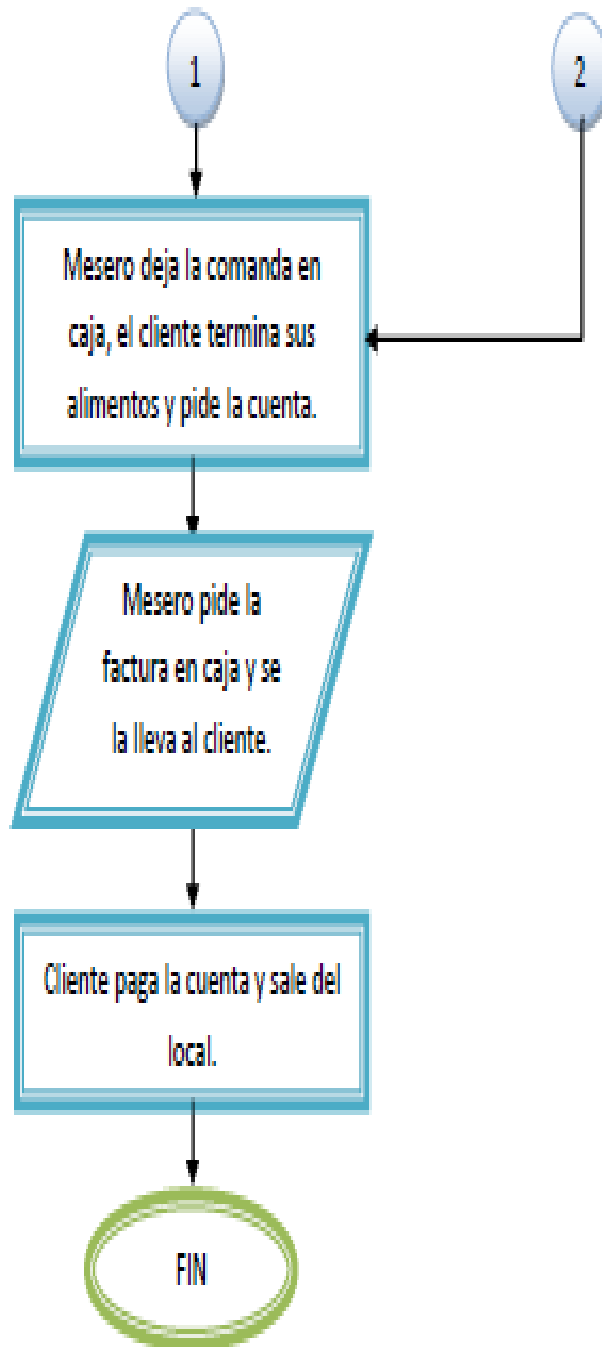 1
2
Mesero deja la comanda en
caja, el cliente termina sus
alimentos y pide la cuenta.
Mesero pide la
factura en caja y se
la lleva al cliente.
Cliente paga la cuenta y sale del
local.
FIN